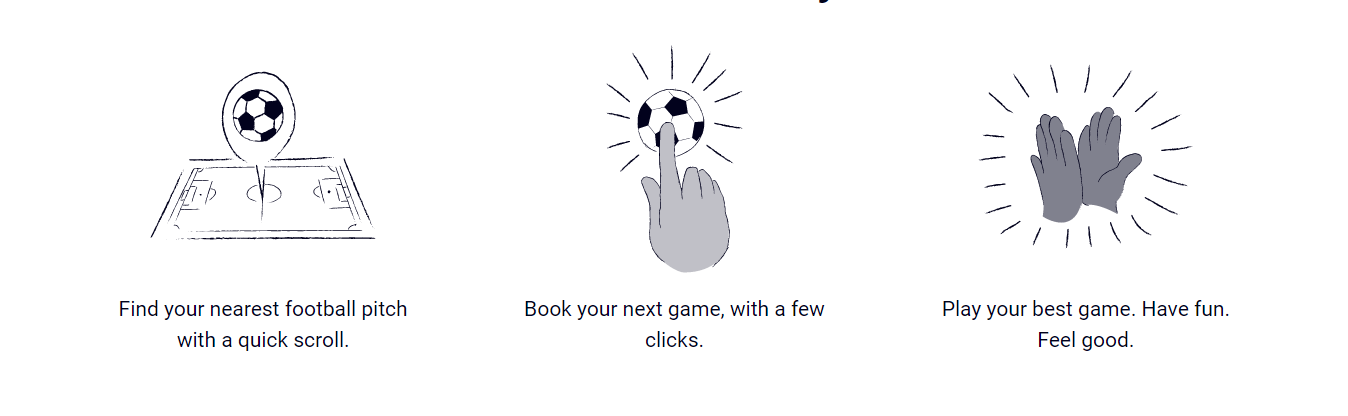 Find your nearest football pitch
with a quick scroll.
Book your next game, with a few
clicks.
Play your best game. Have fun.
Feel good.